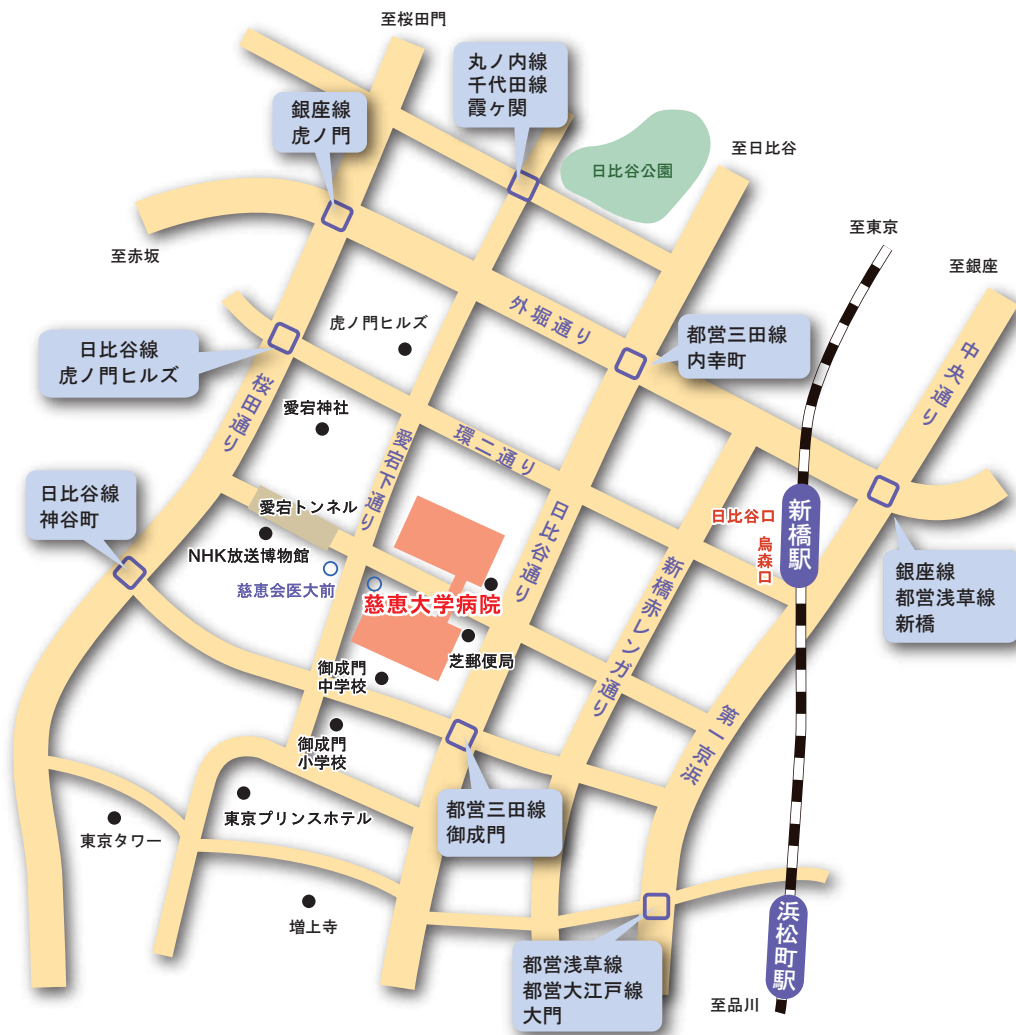 至桜田門
丸ノ内線
千代田線
霞ヶ関
銀座線
虎ノ門
日比谷公園
至日比谷
至東京
至赤坂
至銀座
外堀通り
虎ノ門ヒルズ
都営三田線
内幸町
日比谷線
虎ノ門ヒルズ
中央通り
桜田通り
愛宕神社
愛宕下通り
環二通り
日比谷線
神谷町
愛宕トンネル
日比谷通り
日比谷口
新橋駅
烏森口
NHK放送博物館
慈恵会医大前
慈恵大学病院
新橋赤レンガ通り
銀座線
都営浅草線
新橋
芝郵便局
御成門
中学校
第一京浜
御成門
小学校
東京プリンスホテル
都営三田線
御成門
東京タワー
増上寺
浜松町駅
都営浅草線
都営大江戸線
大門
至品川